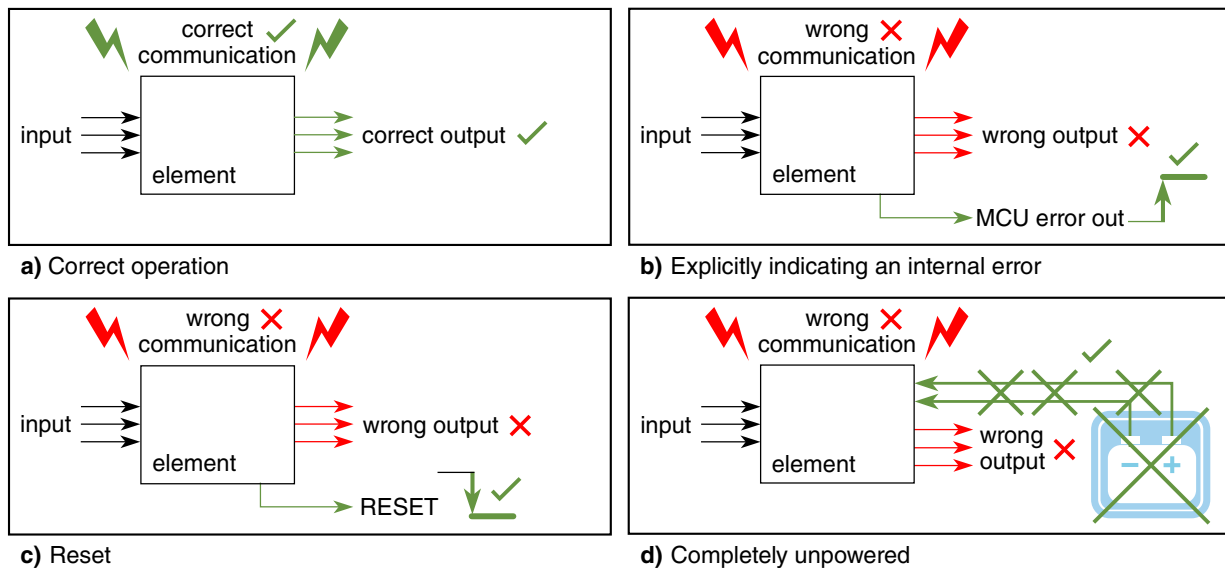 correct
communication
input
correct output
element
a) Correct operation
wrong
communication
input
wrong output
element
MCU error out
b) Explicitly indicating an internal error
wrong
communication
input
wrong output
element
RESET
c) Reset
wrong
communication
input
wrong
output
element
− +
d) Completely unpowered